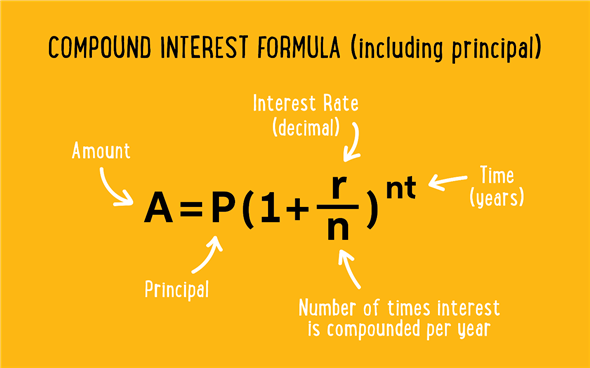 COMPOUND INTEREST FORMULA (including principal)
Interest Rate
(decimal)
Amount
Time
(years)
A=P(1+r/n)^nt
Principal
Number of times interest
is compounded per year